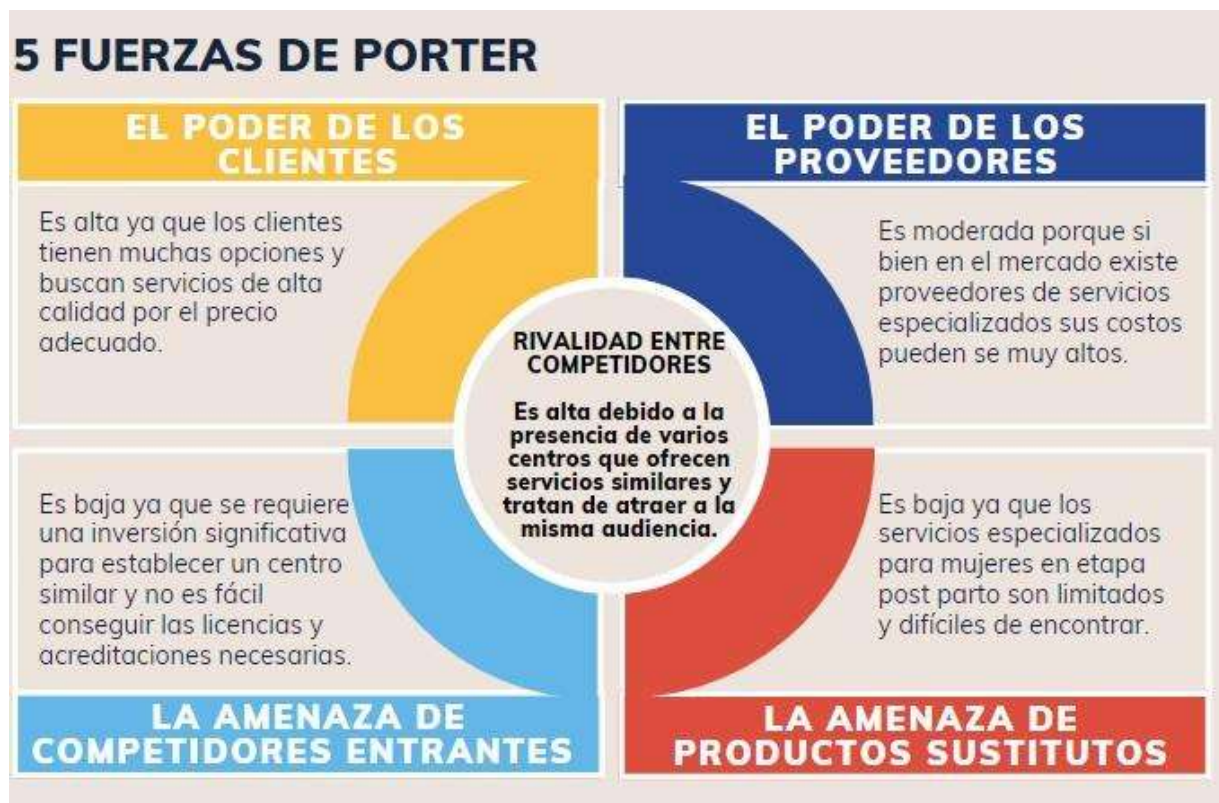 5 FUERZAS DE PORTER
EL PODER DE LOS
CLIENTES
Es alta ya que los clientes
tienen muchas opciones y
buscan servicios de alta
calidad por el precio
adecuado.
EL PODER DE LOS
PROVEEDORES
Es moderada porque si
bien en el mercado existe
proveedores de servicios
especializados sus costos
pueden se muy altos.
RIVALIDAD ENTRE
COMPETIDORES
Es alta debido a la
presencia de varios
centros que ofrecen
servicios similares y
tratan de atraer a la
misma audiencia.
Es baja ya que se requiere
una inversión significativa
para establecer un centro
similar y no es fácil
conseguir las licencias y
acreditaciones necesarias.
LA AMENAZA DE
COMPETIDORES ENTRANTES
Es baja ya que los
servicios especializados
para mujeres en etapa
post parto son limitados
y difíciles de encontrar.
LA AMENAZA DE
PRODUCTOS SUSTITUTOS